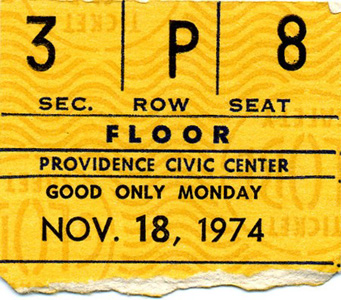 3 P 8
SEC. ROW SEAT
FLOOR
PROVIDENCE CIVIC CENTER
GOOD ONLY MONDAY
NOV. 18, 1974